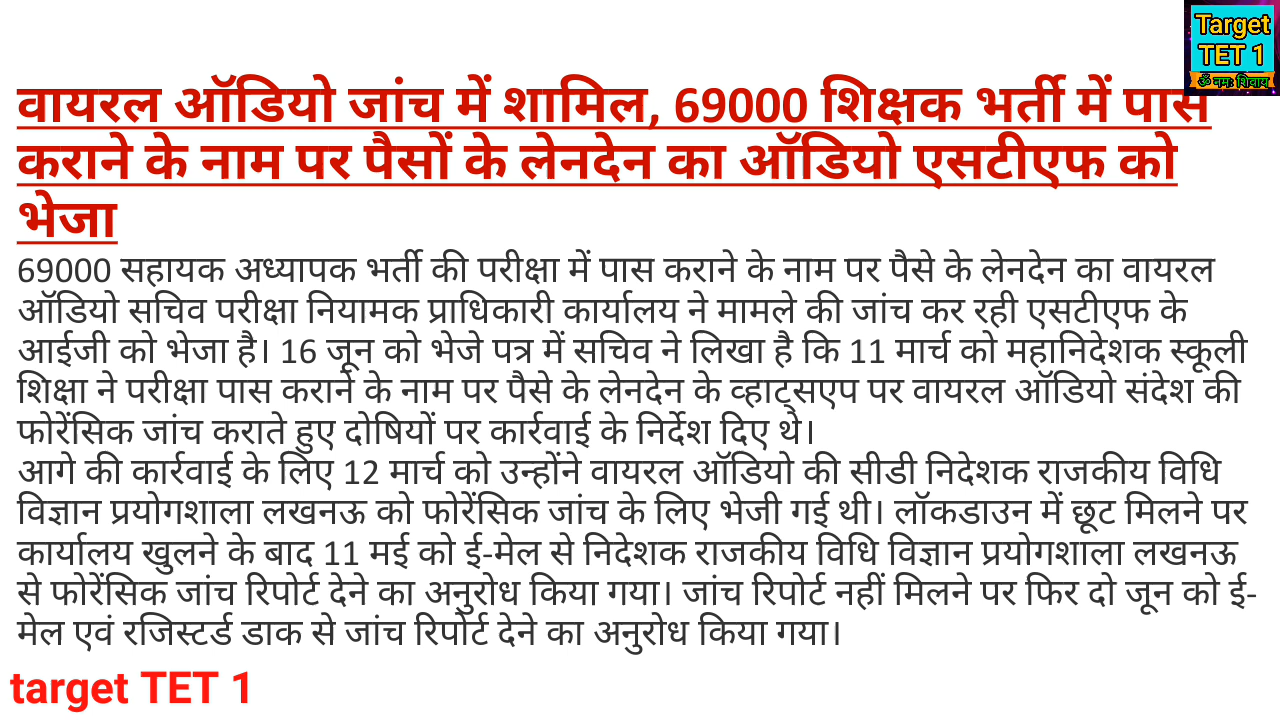 Target
TET 1
ॐ नमः शिवाय
वायरल ऑडियो जांच में शामिल, 69000 शिक्षक भर्ती में पास
कराने के नाम पर पैसों के लेनदेन का ऑडियो एसटीएफ को
भेजा
69000 सहायक अध्यापक भर्ती की परीक्षा में पास कराने के नाम पर पैसे के लेनदेन का वायरल
ऑडियो सचिव परीक्षा नियामक प्राधिकारी कार्यालय ने मामले की जांच कर रही एसटीएफ के
आईजी को भेजा है। 16 जून को भेजे पत्र में सचिव ने लिखा है कि 11 मार्च को महानिदेशक स्कूली
शिक्षा ने परीक्षा पास कराने के नाम पर पैसे के लेनदेन के व्हाट्सएप पर वायरल ऑडियो संदेश की
फोरेंसिक जांच कराते हुए दोषियों पर कार्रवाई के निर्देश दिए थे।
आगे की कार्रवाई के लिए 12 मार्च को उन्होंने वायरल ऑडियो की सीडी निदेशक राजकीय विधि
विज्ञान प्रयोगशाला लखनऊ को फोरेंसिक जांच के लिए भेजी गई थी। लॉकडाउन में छूट मिलने पर
कार्यालय खुलने के बाद 11 मई को ई-मेल से निदेशक राजकीय विधि विज्ञान प्रयोगशाला लखनऊ
से फोरेंसिक जांच रिपोर्ट देने का अनुरोध किया गया। जांच रिपोर्ट नहीं मिलने पर फिर दो जून को ई-
मेल एवं रजिस्टर्ड डाक से जांच रिपोर्ट देने का अनुरोध किया गया।
target TET 1